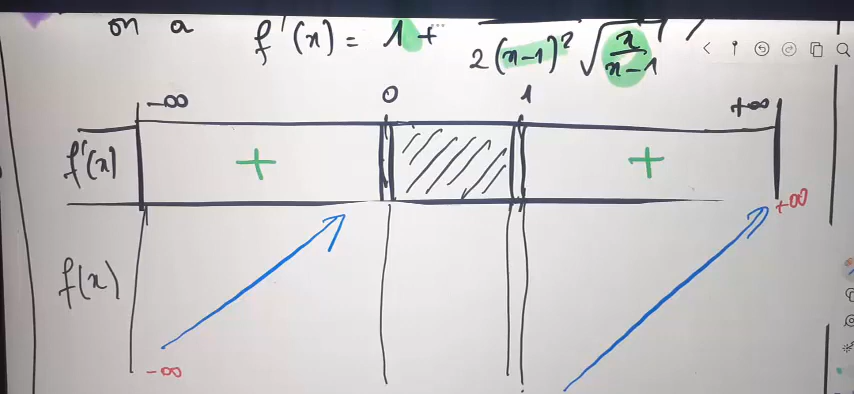 on a f'(x) = 1 + 2(x-1)² √(x/x-1)
-∞ 0 1 +∞
f'(x) + +
+∞
f(x)
-∞